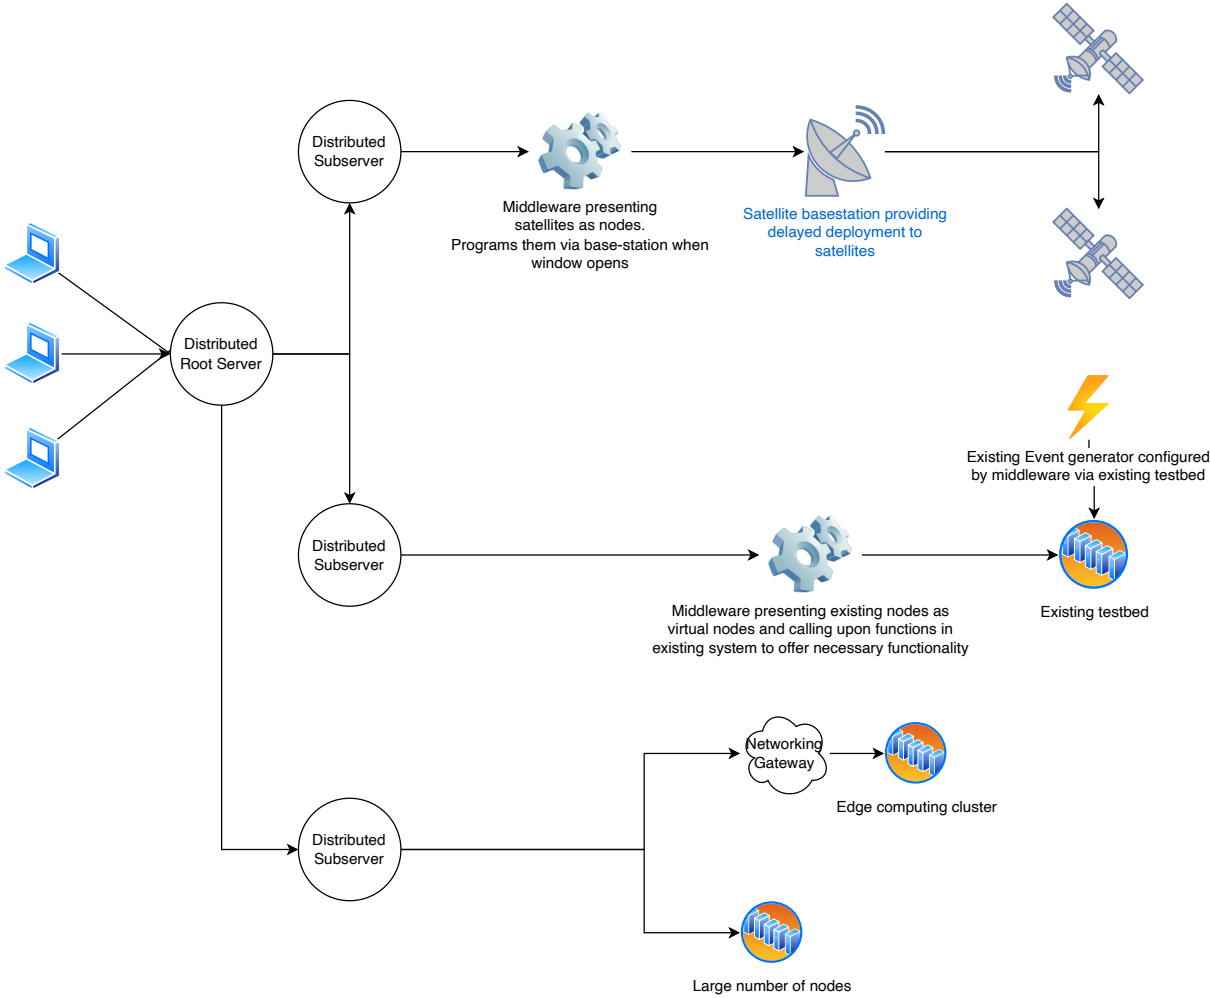 Distributed
Subserver
Middleware presenting
satellites as nodes.
Programs them via base-station when
window opens
Satellite basestation providing
delayed deployment to
satellites
Distributed
Root Server
Existing Event generator configured
by middleware via existing testbed
Distributed
Subserver
Middleware presenting existing nodes as
virtual nodes and calling upon functions in
existing system to offer necessary functionality
Existing testbed
Networking
Gateway
Edge computing cluster
Distributed
Subserver
Large number of nodes